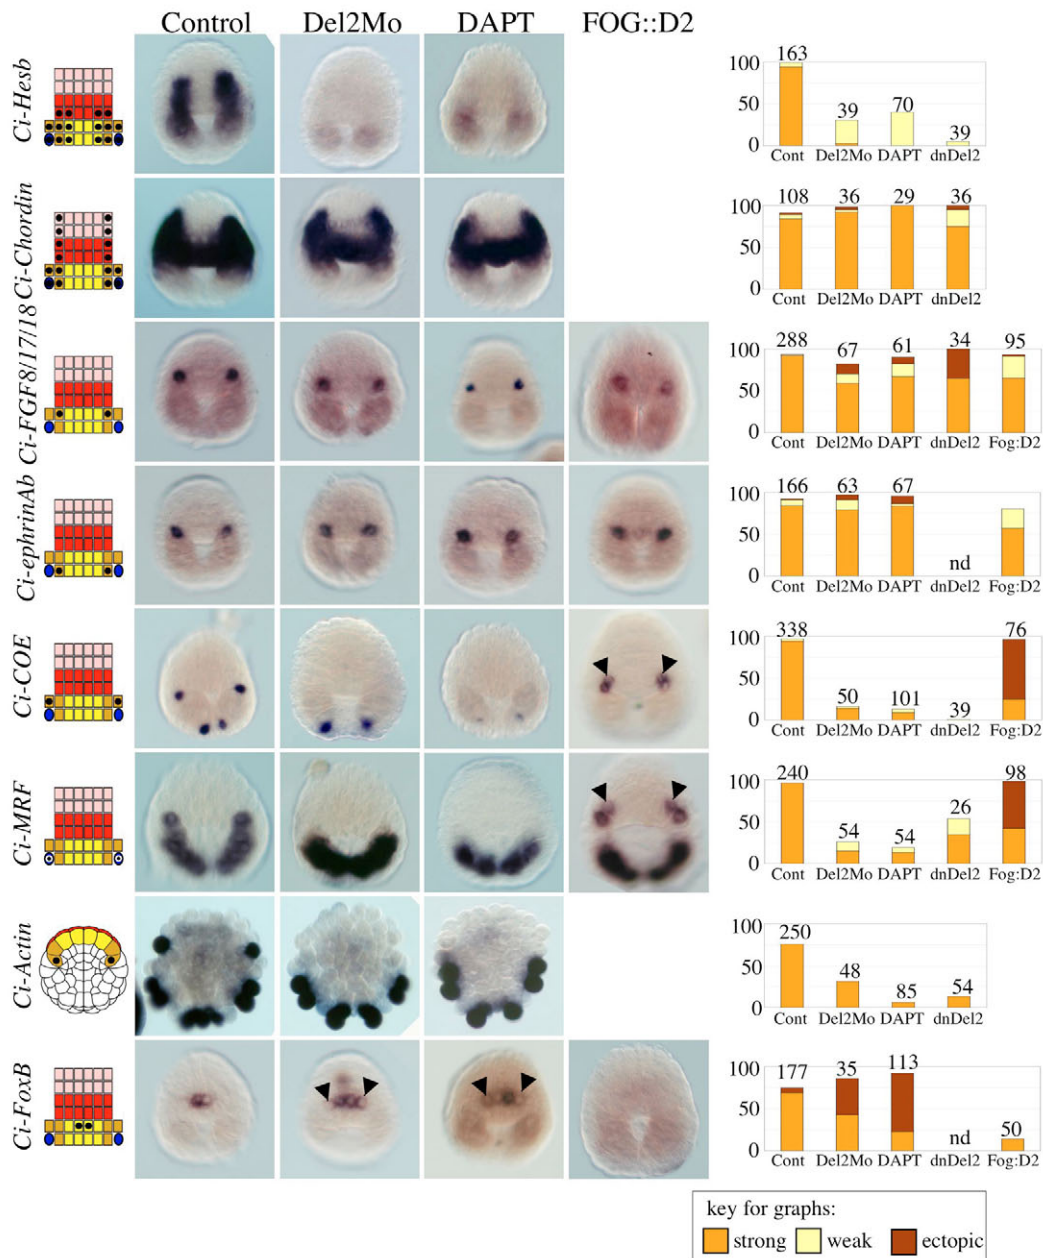 Control Del2Mo DAPT FOG::D2
Ci-Hesb
100 163
50 39 70 39
0
Cont Del2Mo DAPT dnDel2
Ci-Chordin
100 108 36 29 36
50
0
Cont Del2Mo DAPT dnDel2
Ci-FGF8/17/18
100 288 67 61 34 95
50
0
Cont Del2Mo DAPT dnDel2 Fog:D2
Ci-ephrinAb
100 166 63 67
50
nd
0
Cont Del2Mo DAPT dnDel2 Fog:D2
Ci-COE
100 338 76
50 50 101 39
0
Cont Del2Mo DAPT dnDel2 Fog:D2
Ci-MRF
100 240 98
50 54 54 26
0
Cont Del2Mo DAPT dnDel2 Fog:D2
Ci-Actin
100 250
50 48 85 54
0
Cont Del2Mo DAPT dnDel2
Ci-FoxB
100 177 35 113
50 nd 50
0
Cont Del2Mo DAPT dnDel2 Fog:D2
key for graphs:
strong weak ectopic